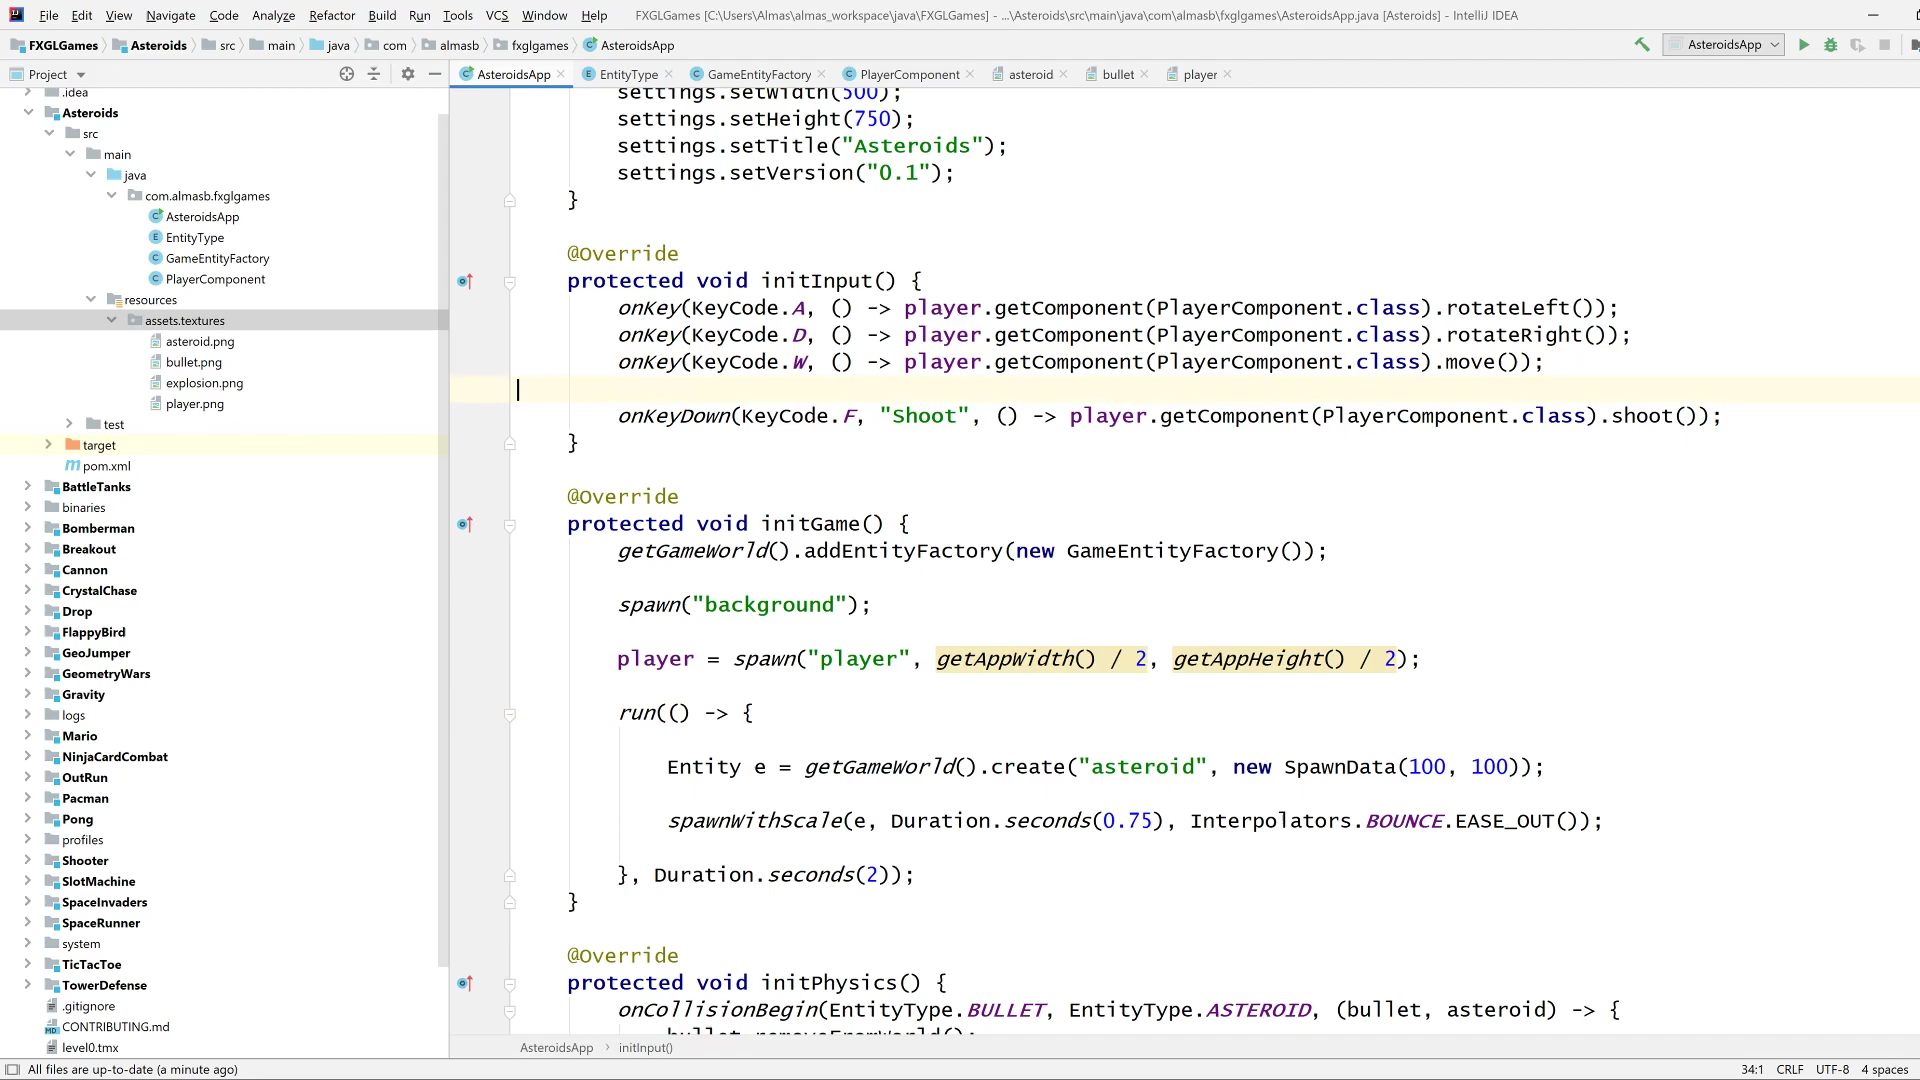 File Edit View Navigate Code Analyze Refactor Build Run Tools VCS Window Help FXGLGames [C:\Users\Almas\almas_workspace\java\FXGLGames] - ...\Asteroids\src\main\java\com\almasb\fxglgames\AsteroidsApp.java [Asteroids] - IntelliJ IDEA
FXGLGames Asteroids src main java com almasb fxglgames AsteroidsApp AsteroidsApp
Project
AsteroidsApp EntityType GameEntityFactory PlayerComponent asteroid bullet player
.idea
Asteroids
src
main
java
com.almasb.fxglgames
AsteroidsApp
EntityType
GameEntityFactory
PlayerComponent
resources
assets.textures
asteroid.png
bullet.png
explosion.png
player.png
test
target
pom.xml
BattleTanks
binaries
Bomberman
Breakout
Cannon
CrystalChase
Drop
FlappyBird
GeoJumper
GeometryWars
Gravity
logs
Mario
NinjaCardCombat
OutRun
Pacman
Pong
profiles
Shooter
SlotMachine
SpaceInvaders
SpaceRunner
system
TicTacToe
TowerDefense
.gitignore
CONTRIBUTING.md
level0.tmx
settings.setWidth(500);
settings.setHeight(750);
settings.setTitle("Asteroids");
settings.setVersion("0.1");
}
@Override
protected void initInput() {
onKey(KeyCode.A, () -> player.getComponent(PlayerComponent.class).rotateLeft());
onKey(KeyCode.D, () -> player.getComponent(PlayerComponent.class).rotateRight());
onKey(KeyCode.W, () -> player.getComponent(PlayerComponent.class).move());
onKeyDown(KeyCode.F, "Shoot", () -> player.getComponent(PlayerComponent.class).shoot());
}
@Override
protected void initGame() {
getGameWorld().addEntityFactory(new GameEntityFactory());
spawn("background");
player = spawn("player", getAppWidth() / 2, getAppHeight() / 2);
run(() -> {
Entity e = getGameWorld().create("asteroid", new SpawnData(100, 100));
spawnWithScale(e, Duration.seconds(0.75), Interpolators.BOUNCE.EASE_OUT());
}, Duration.seconds(2));
}
@Override
protected void initPhysics() {
onCollisionBegin(EntityType.BULLET, EntityType.ASTEROID, (bullet, asteroid) -> {
bullet.removeFromWorld();
AsteroidsApp initInput()
All files are up-to-date (a minute ago) 34:1 CRLF UTF-8 4 spaces